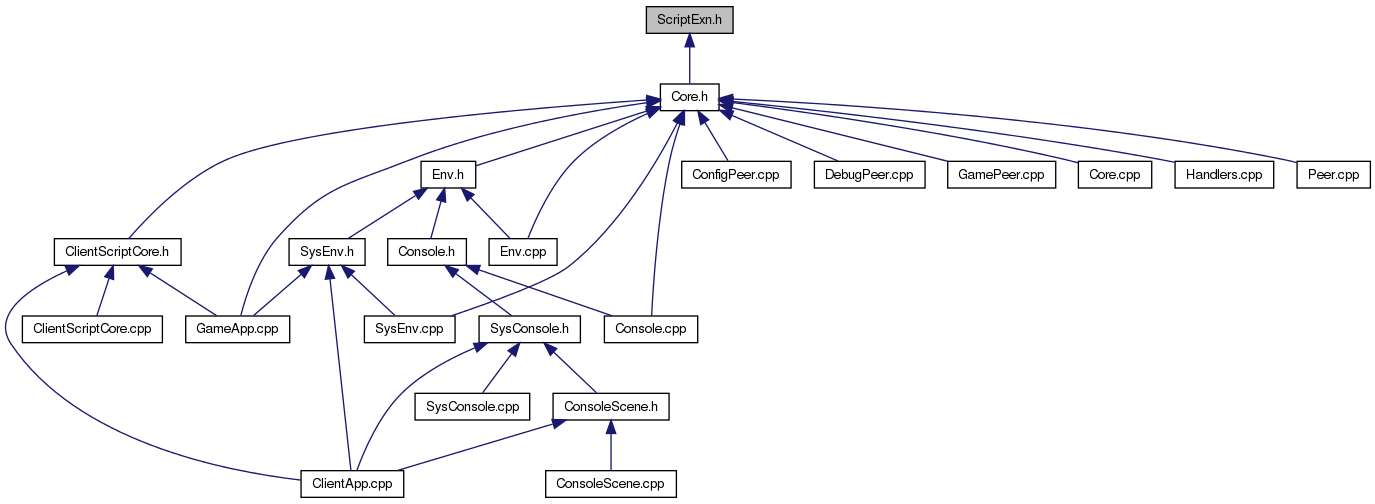 ScriptExn.h
Core.h
Env.h
ConfigPeer.cpp
DebugPeer.cpp
GamePeer.cpp
Core.cpp
Handlers.cpp
Peer.cpp
ClientScriptCore.h
SysEnv.h
Console.h
Env.cpp
ClientScriptCore.cpp
GameApp.cpp
SysEnv.cpp
SysConsole.h
Console.cpp
SysConsole.cpp
ConsoleScene.h
ClientApp.cpp
ConsoleScene.cpp